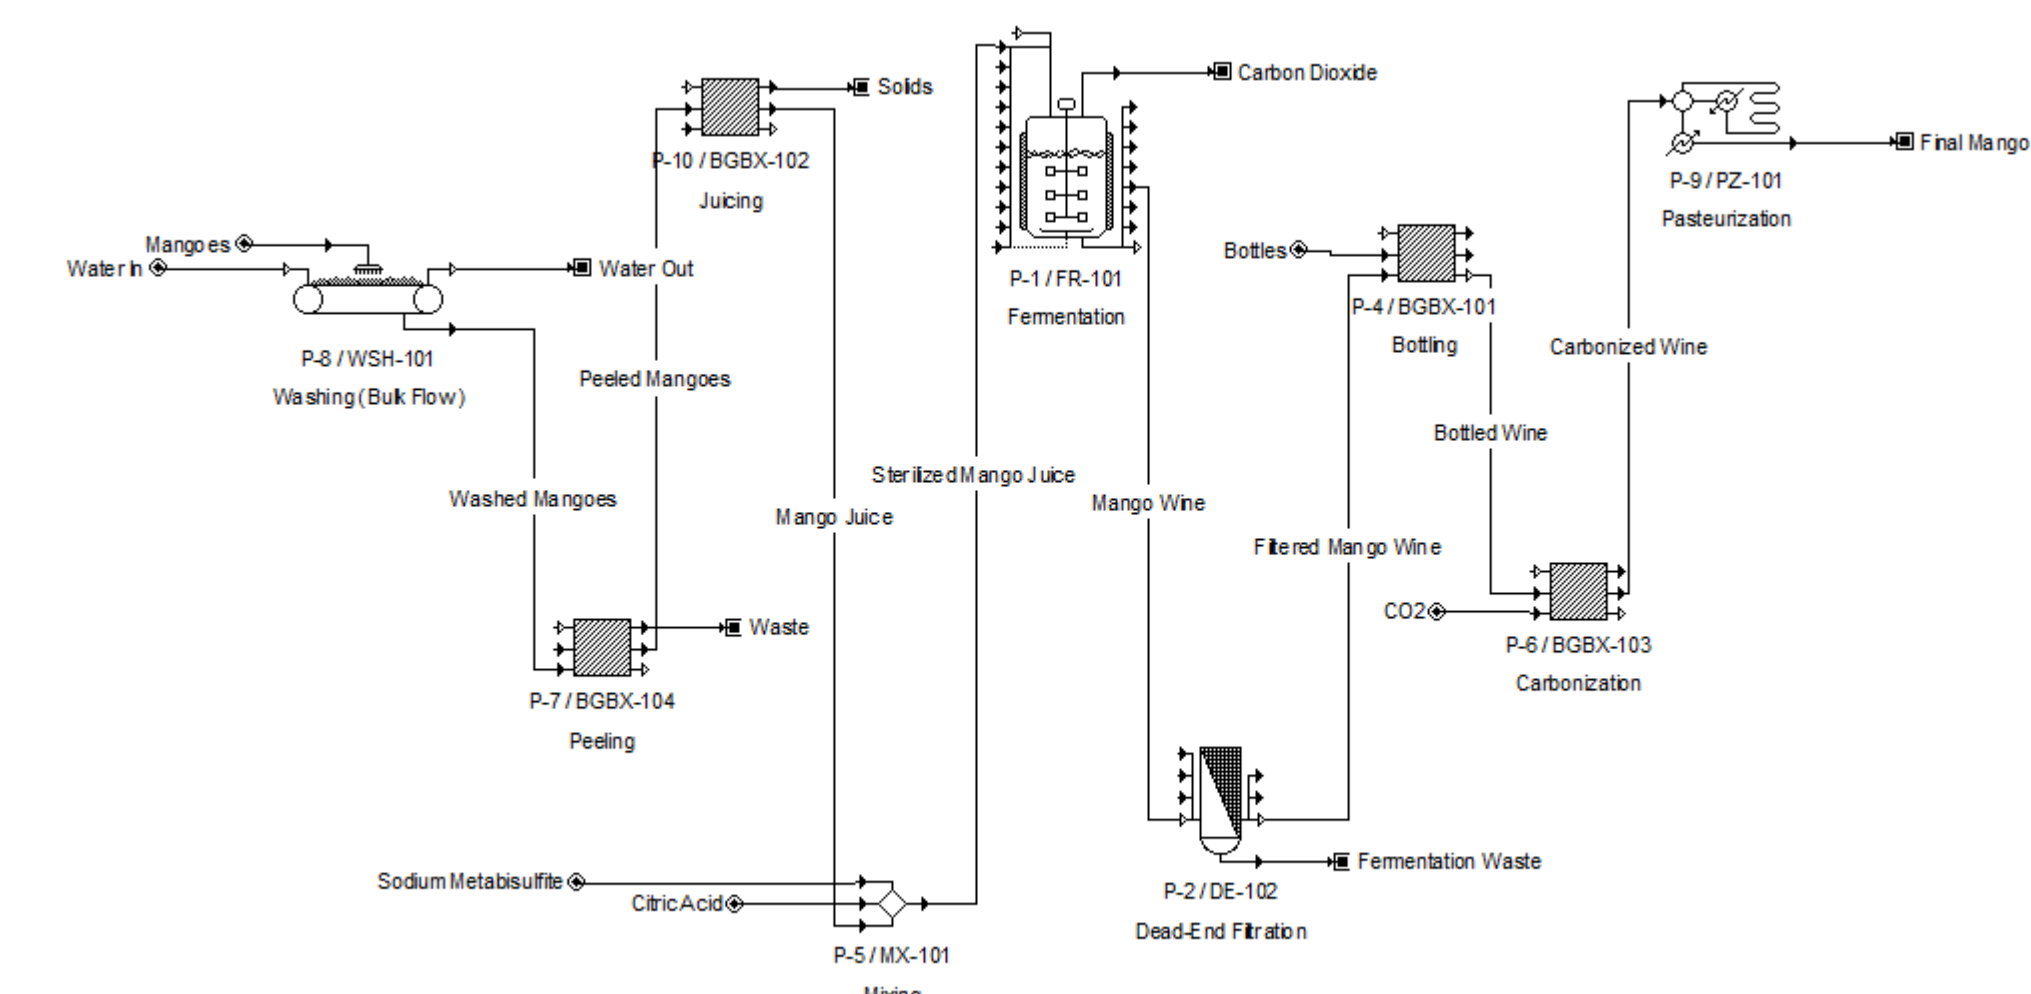 Carbon Dioxide
Solids
P-10 / BGBX-102
Juicing
Final Mango
P-9 / PZ-101
Pasteurization
Mangoes
Water In
Water Out
Bottles
P-1 / FR-101
Fermentation
P-4 / BGBX-101
Bottling
P-8 / WSH-101
Washing (Bulk Flow)
Peeled Mangoes
Carbonized Wine
Bottled Wine
Washed Mangoes
Mango Juice
Sterilized Mango Juice
Mango Wine
Filtered Mango Wine
CO2
Waste
P-7 / BGBX-104
Peeling
P-6 / BGBX-103
Carbonization
Fermentation Waste
P-2 / DE-102
Dead-End Filtration
Sodium Metabisulfite
Citric Acid
P-5 / MX-101
Mixing